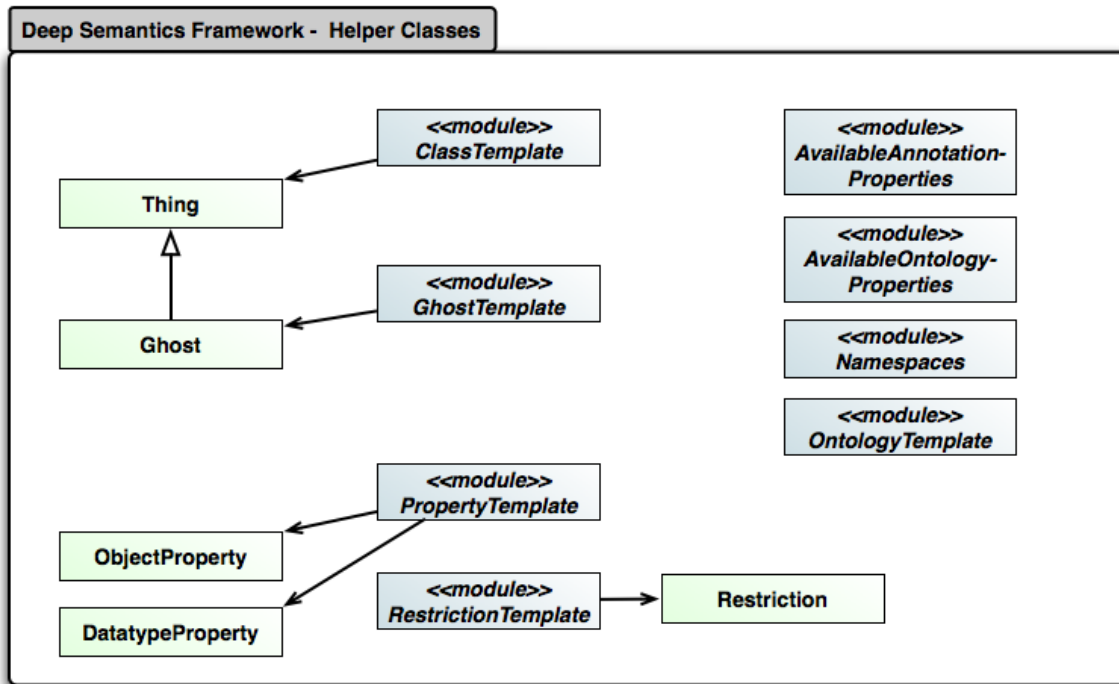 Deep Semantics Framework -  Helper Classes
<<module>>
ClassTemplate
<<module>>
AvailableAnnotation-
Properties
Thing
<<module>>
AvailableOntology-
Properties
<<module>>
GhostTemplate
Ghost
<<module>>
Namespaces
<<module>>
OntologyTemplate
<<module>>
PropertyTemplate
ObjectProperty
<<module>>
RestrictionTemplate
Restriction
DatatypeProperty